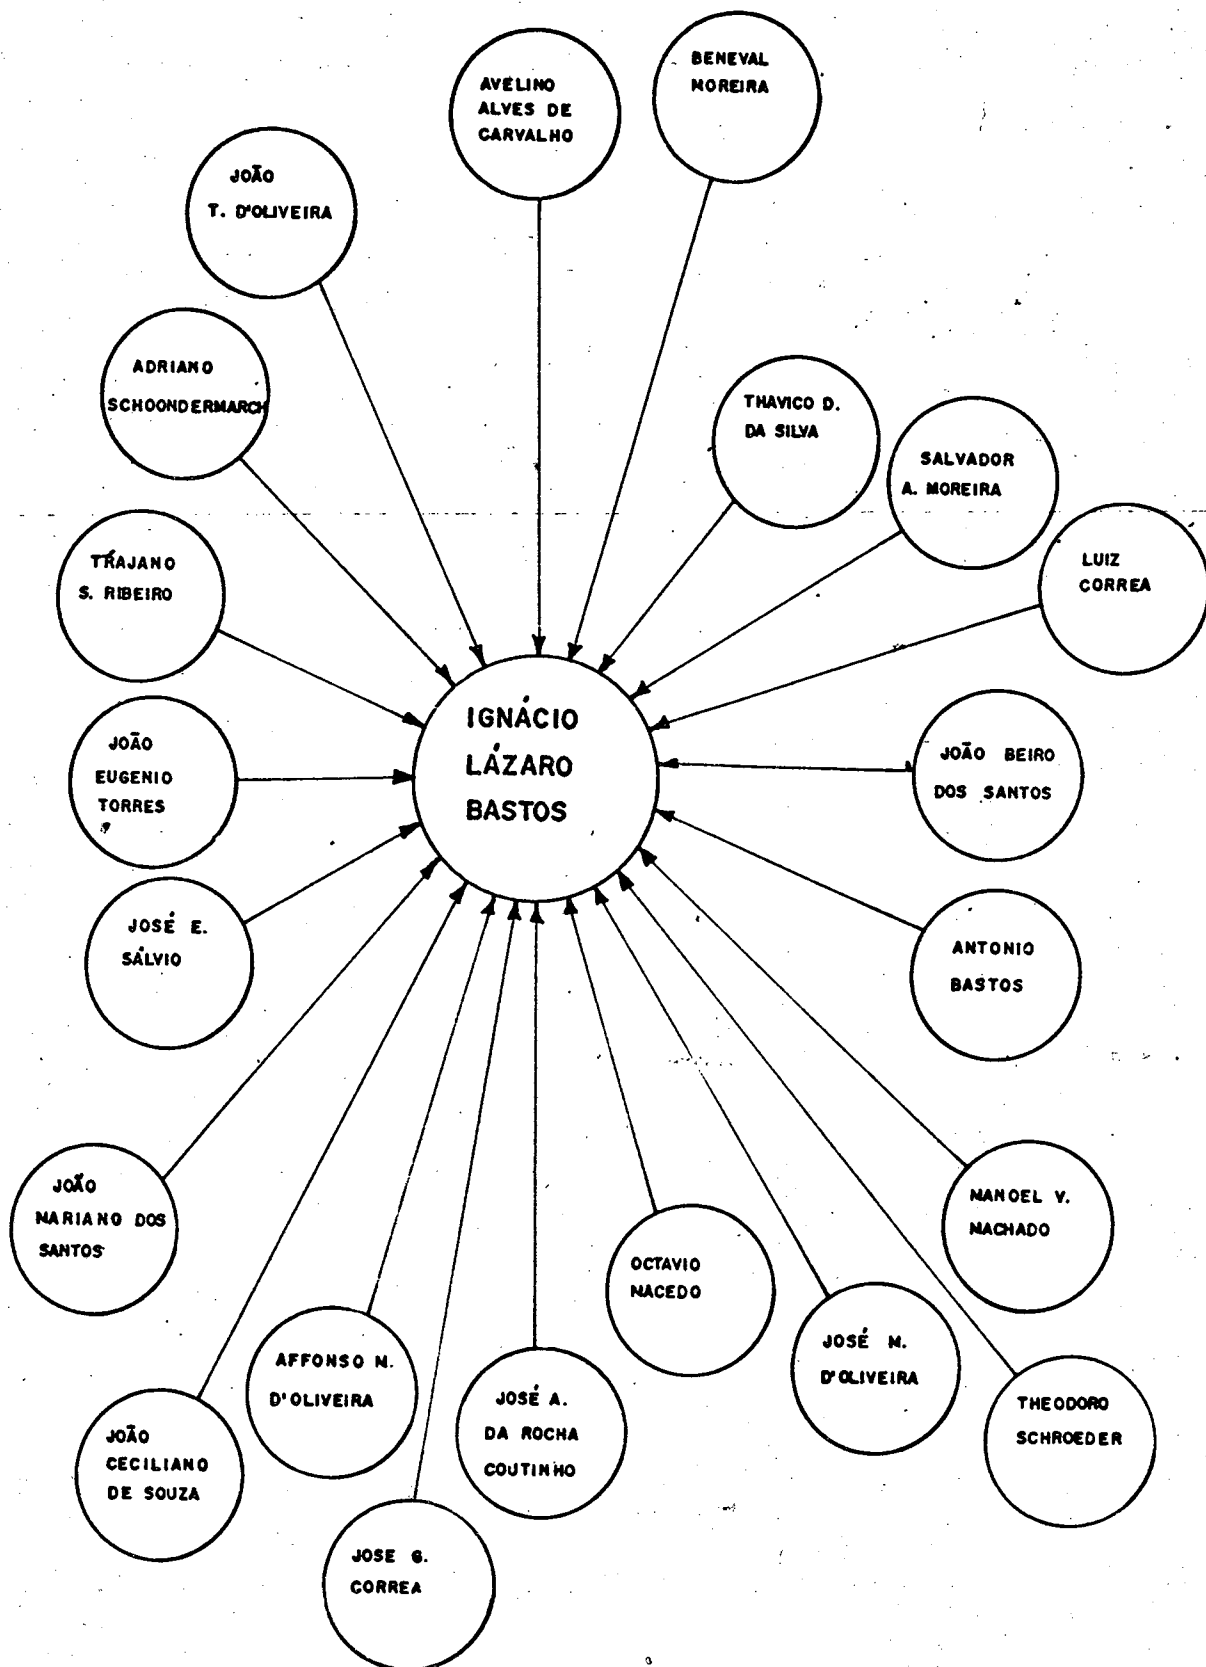 BENEVAL
MOREIRA
AVELINO
ALVES DE
CARVALHO
JOÃO
T. D'OLIVEIRA
ADRIANO
SCHOONDERMARCH
THAVICO D.
DA SILVA
SALVADOR
A. MOREIRA
LUIZ
CORREA
TRAJANO
S. RIBEIRO
IGNÁCIO
LÁZARO
BASTOS
JOÃO
EUGENIO
TORRES
JOÃO BEIRO
DOS SANTOS
JOSÉ E.
SÁLVIO
ANTONIO
BASTOS
JOÃO
MARIANO DOS
SANTOS
MANOEL V.
MACHADO
OCTAVIO
MACEDO
AFFONSO M.
D'OLIVEIRA
JOSÉ M.
D'OLIVEIRA
JOSÉ A.
DA ROCHA
COUTINHO
THEODORO
SCHROEDER
JOÃO
CECILIANO
DE SOUZA
JOSE G.
CORREA